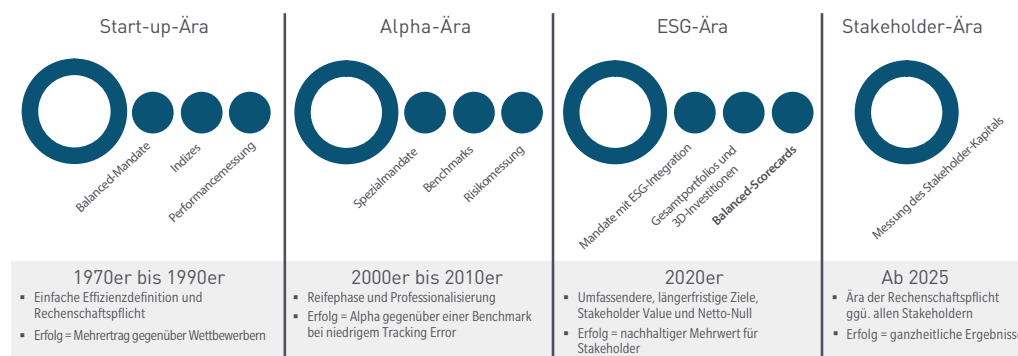 Start-up-Ära
Balanced-Mandate
Indizes
Performancemessung
1970er bis 1990er
▪ Einfache Effizienzdefinition und
Rechenschaftspflicht
▪ Erfolg = Mehrertrag gegenüber Wettbewerbern
Alpha-Ära
Spezialmandate
Benchmarks
Risikomessung
2000er bis 2010er
▪ Reifephase und Professionalisierung
▪ Erfolg = Alpha gegenüber einer Benchmark
bei niedrigem Tracking Error
ESG-Ära
Mandate mit ESG-Integration
Gesamtportfolios und
3D-Investitionen
Balanced-Scorecards
2020er
▪ Umfassendere, längerfristige Ziele,
Stakeholder Value und Netto-Null
▪ Erfolg = nachhaltiger Mehrwert für
Stakeholder
Stakeholder-Ära
Messung des Stakeholder-Kapitals
Ab 2025
▪ Ära der Rechenschaftspflicht
ggü. allen Stakeholdern
▪ Erfolg = ganzheitliche Ergebnisse